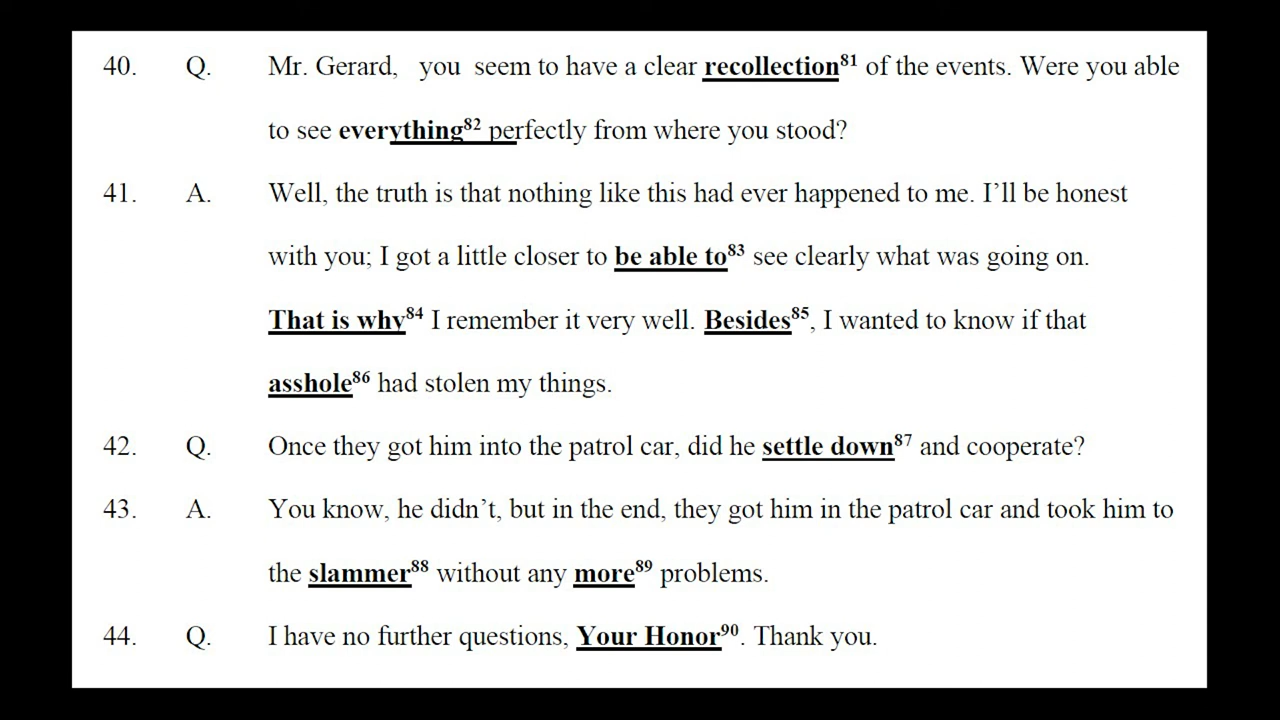 40. Q. Mr. Gerard, you seem to have a clear recollection81 of the events. Were you able
to see everything82 perfectly from where you stood?
41. A. Well, the truth is that nothing like this had ever happened to me. I’ll be honest
with you; I got a little closer to be able to83 see clearly what was going on.
That is why84 I remember it very well. Besides85, I wanted to know if that
asshole86 had stolen my things.
42. Q. Once they got him into the patrol car, did he settle down87 and cooperate?
43. A. You know, he didn’t, but in the end, they got him in the patrol car and took him to
the slammer88 without any more89 problems.
44. Q. I have no further questions, Your Honor90. Thank you.